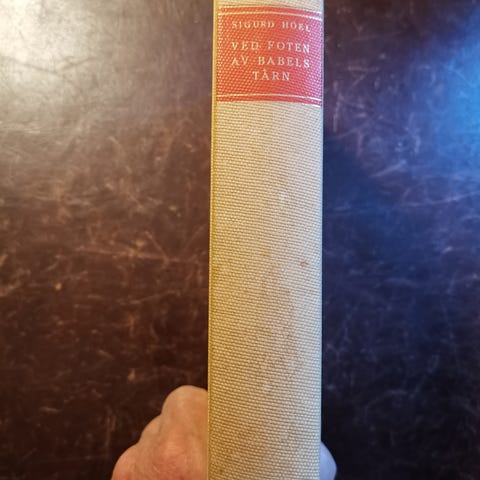 SIGURD HOEL
VED FOTEN
AV BABELS
TÅRN